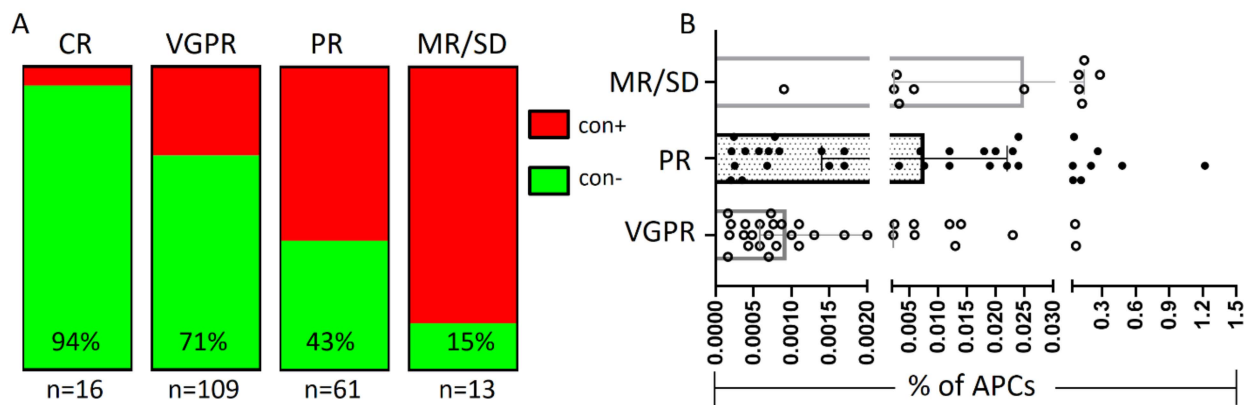 A
CR VGPR PR MR/SD
94% 71% 43% 15%
n=16 n=109 n=61 n=13
con+
con-
B
MR/SD
PR
VGPR
0.0000 0.0005 0.0010 0.0015 0.0020 0.005 0.010 0.015 0.020 0.025 0.030 0.3 0.6 0.9 1.2 1.5
% of APCs